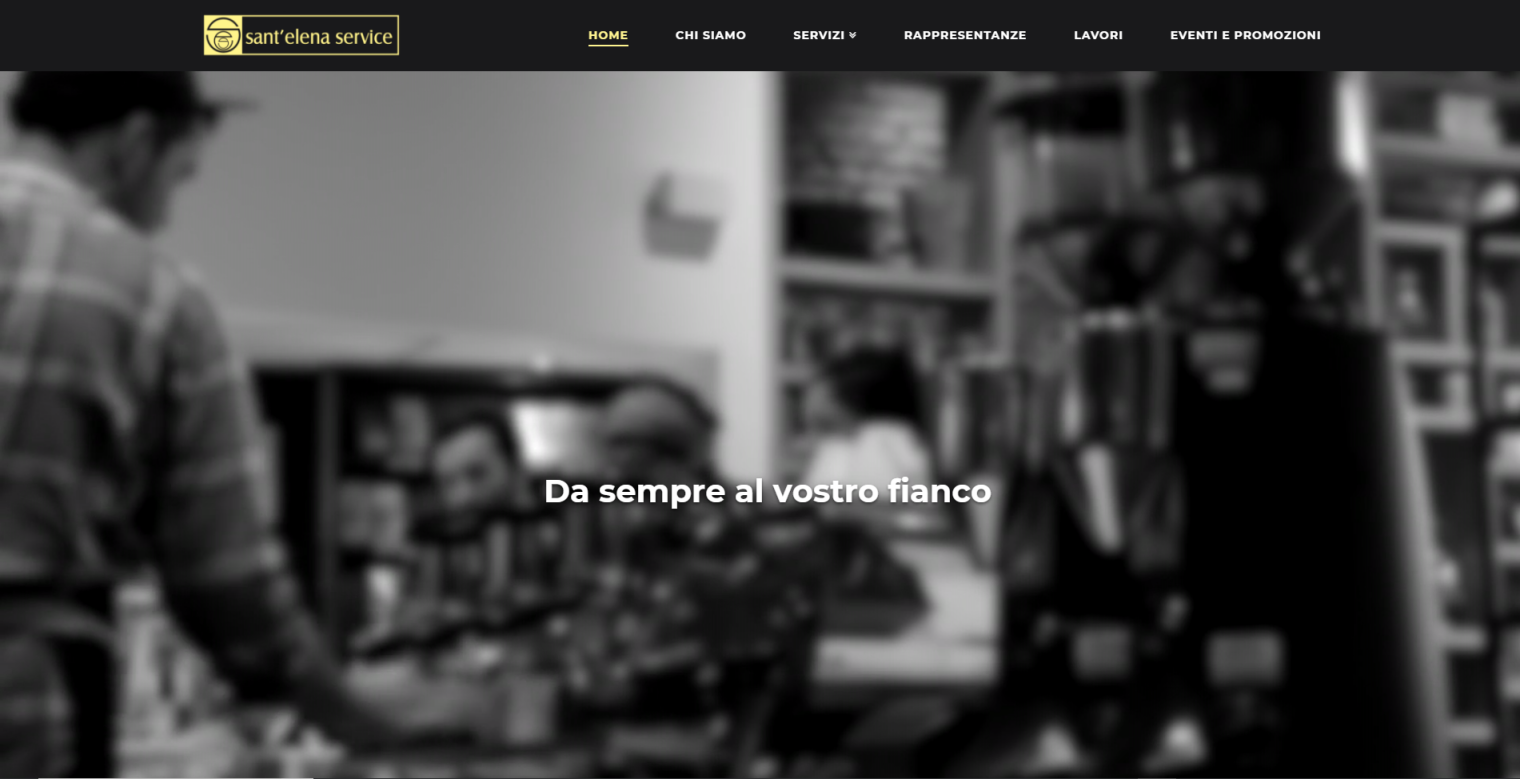 sant'elena service
HOME
CHI SIAMO
SERVIZI
RAPPRESENTANZE
LAVORI
EVENTI E PROMOZIONI
Da sempre al vostro fianco